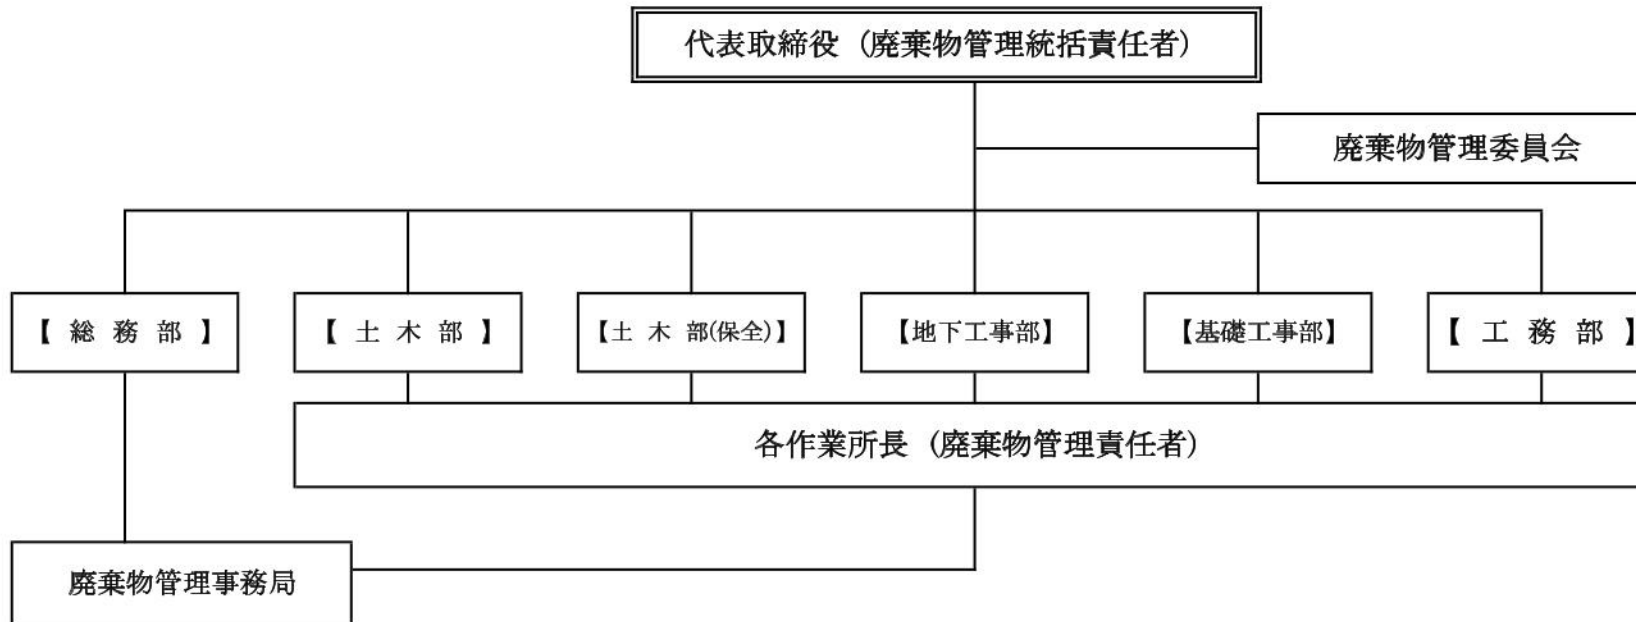 代表取締役（廃棄物管理統括責任者）
廃棄物管理委員会
【 総 務 部 】
【 土 木 部 】
【土 木 部(保全)】
【地下工事部】
【基礎工事部】
【 工 務 部 】
各作業所長（廃棄物管理責任者）
廃棄物管理事務局